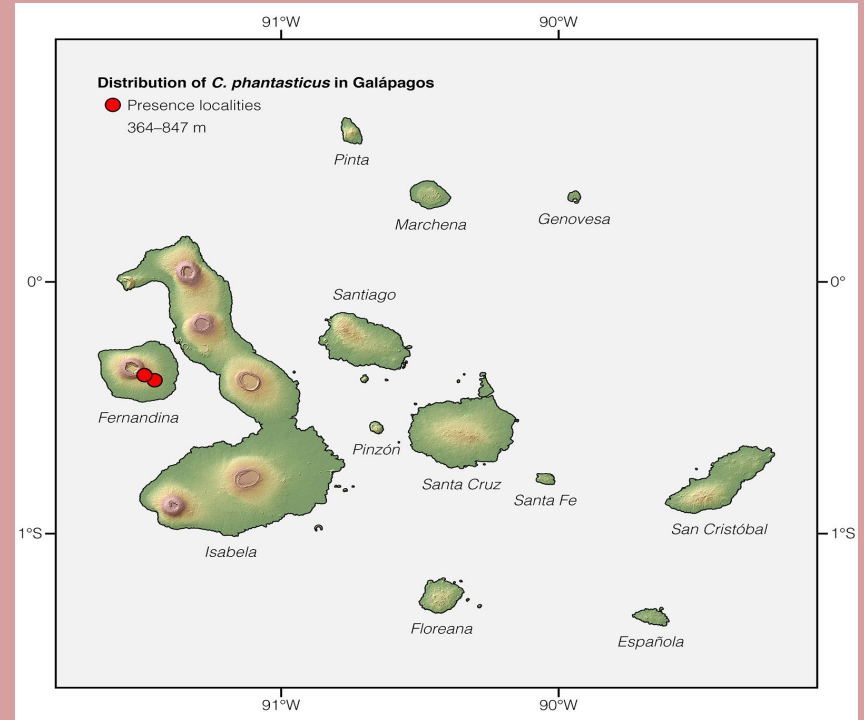 91°W 90°W
Distribution of C. phantasticus in Galápagos
Presence localities
364–847 m
Pinta
Marchena
Genovesa
0° 0°
Santiago
Fernandina
Pinzón
Santa Cruz
Santa Fe
San Cristóbal
1°S 1°S
Isabela
Floreana
Española
91°W 90°W